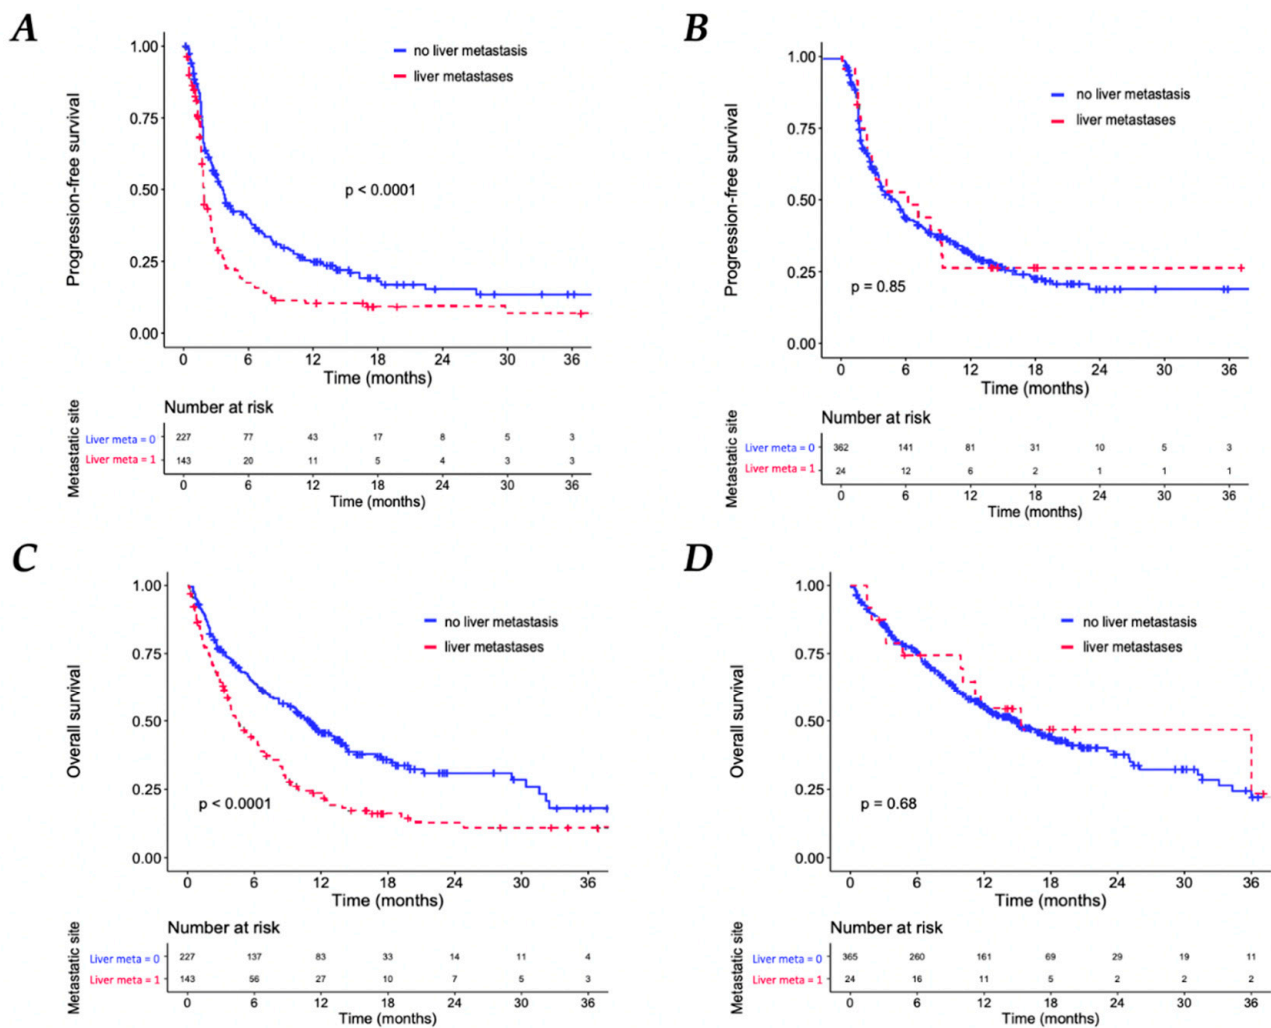 A
Progression-free survival
1.00
0.75
0.50
0.25
0.00
no liver metastasis
liver metastases
p < 0.0001
0 6 12 18 24 30 36
Time (months)
Number at risk
Metastatic site
Liver meta = 0 227 77 43 17 8 5 3
Liver meta = 1 143 20 11 5 4 3 3
0 6 12 18 24 30 36
Time (months)
B
Progression-free survival
1.00
0.75
0.50
0.25
0.00
no liver metastasis
liver metastases
p = 0.85
0 6 12 18 24 30 36
Time (months)
Number at risk
Metastatic site
Liver meta = 0 362 141 81 31 10 5 3
Liver meta = 1 24 12 6 2 1 1 1
0 6 12 18 24 30 36
Time (months)
C
Overall survival
1.00
0.75
0.50
0.25
0.00
no liver metastasis
liver metastases
p < 0.0001
0 6 12 18 24 30 36
Time (months)
Number at risk
Metastatic site
Liver meta = 0 227 137 83 33 14 11 4
Liver meta = 1 143 56 27 10 7 5 3
0 6 12 18 24 30 36
Time (months)
D
Overall survival
1.00
0.75
0.50
0.25
0.00
no liver metastasis
liver metastases
p = 0.68
0 6 12 18 24 30 36
Time (months)
Number at risk
Metastatic site
Liver meta = 0 365 260 161 69 29 19 11
Liver meta = 1 24 16 11 5 2 2 2
0 6 12 18 24 30 36
Time (months)